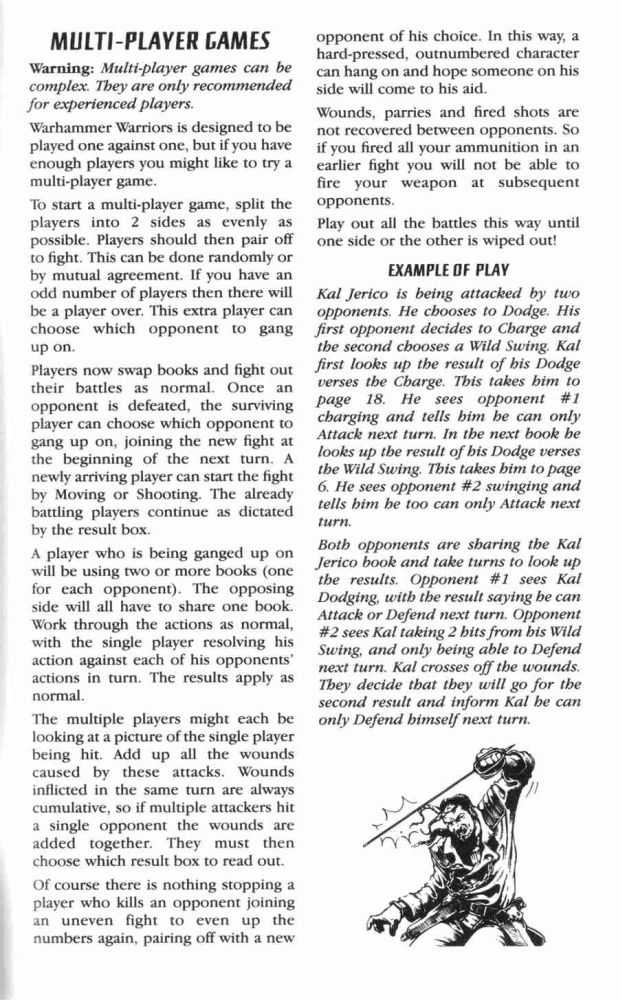 MULTI-PLAYER GAMES
Warning: Multi-player games can be
complex. They are only recommended
for experienced players.
Warhammer Warriors is designed to be
played one against one, but if you have
enough players you might like to try a
multi-player game.
To start a multi-player game, split the
players into 2 sides as evenly as
possible. Players should then pair off
to fight. This can be done randomly or
by mutual agreement. If you have an
odd number of players then there will
be a player over. This extra player can
choose which opponent to gang
up on.
Players now swap books and fight out
their battles as normal. Once an
opponent is defeated, the surviving
player can choose which opponent to
gang up on, joining the new fight at
the beginning of the next turn. A
newly arriving player can start the fight
by Moving or Shooting. The already
battling players continue as dictated
by the result box.
A player who is being ganged up on
will be using two or more books (one
for each opponent). The opposing
side will all have to share one book.
Work through the actions as normal,
with the single player resolving his
action against each of his opponents'
actions in turn. The results apply as
normal.
The multiple players might each be
looking at a picture of the single player
being hit. Add up all the wounds
caused by these attacks. Wounds
inflicted in the same turn are always
cumulative, so if multiple attackers hit
a single opponent the wounds are
added together. They must then
choose which result box to read out.
Of course there is nothing stopping a
player who kills an opponent joining
an uneven fight to even up the
numbers again, pairing off with a new
opponent of his choice. In this way, a
hard-pressed, outnumbered character
can hang on and hope someone on his
side will come to his aid.
Wounds, parries and fired shots are
not recovered between opponents. So
if you fired all your ammunition in an
earlier fight you will not be able to
fire your weapon at subsequent
opponents.
Play out all the battles this way until
one side or the other is wiped out!
EXAMPLE OF PLAY
Kal Jerico is being attacked by two
opponents. He chooses to Dodge. His
first opponent decides to Charge and
the second chooses a Wild Swing. Kal
first looks up the result of his Dodge
verses the Charge. This takes him to
page 18. He sees opponent #1
charging and tells him he can only
Attack next turn. In the next book he
looks up the result of his Dodge verses
the Wild Swing. This takes him to page
6. He sees opponent #2 swinging and
tells him he too can only Attack next
turn.
Both opponents are sharing the Kal
Jerico book and take turns to look up
the results. Opponent #1 sees Kal
Dodging, with the result saying he can
Attack or Defend next turn. Opponent
#2 sees Kal taking 2 hits from his Wild
Swing, and only being able to Defend
next turn. Kal crosses off the wounds.
They decide that they will go for the
second result and inform Kal he can
only Defend himself next turn.